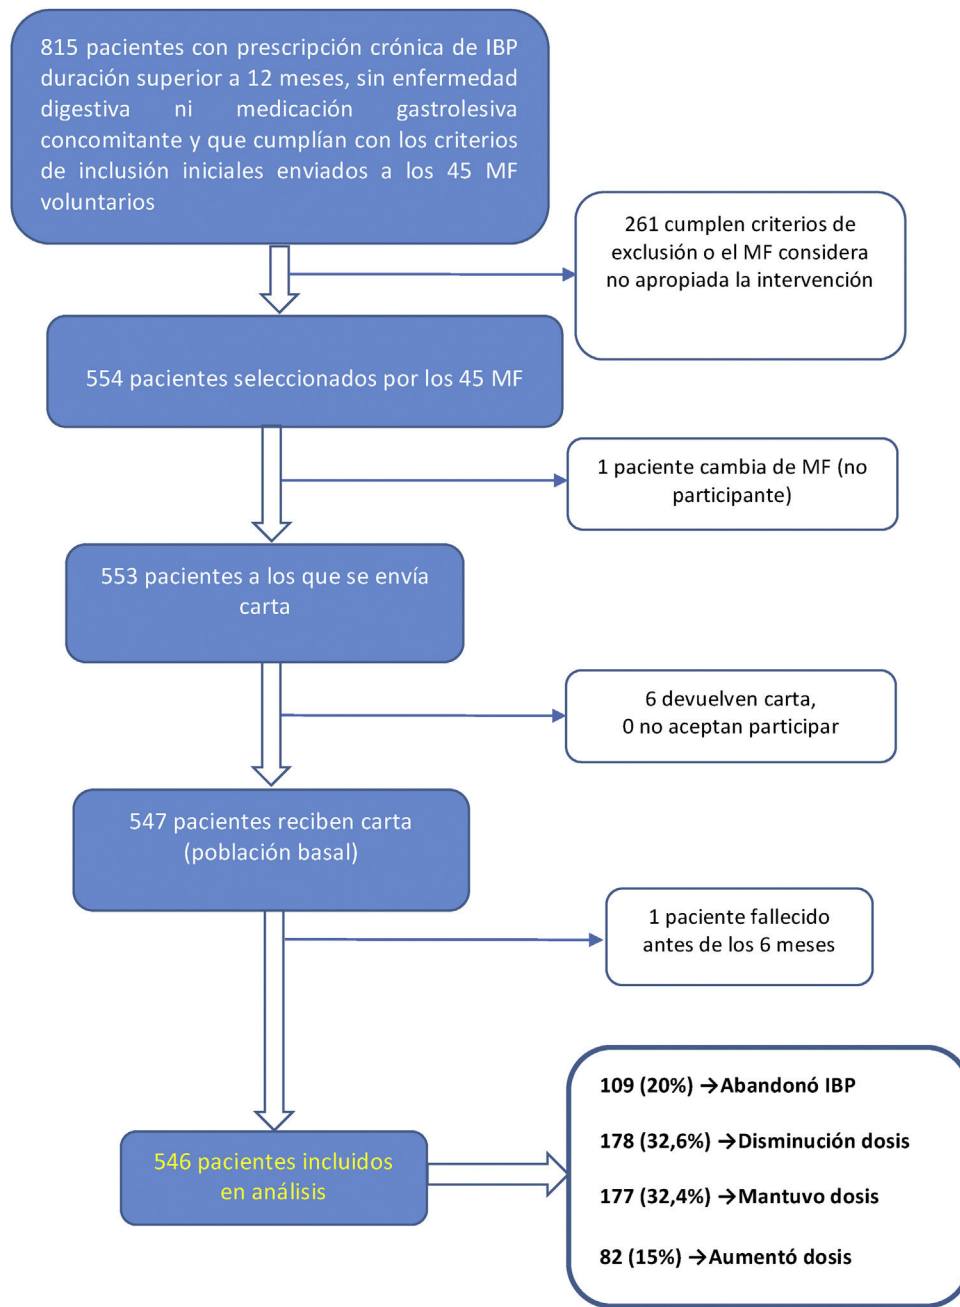 815 pacientes con prescripción crónica de IBP
duración superior a 12 meses, sin enfermedad
digestiva ni medicación gastrolesiva
concomitante y que cumplían con los criterios
de inclusión iniciales enviados a los 45 MF
voluntarios
261 cumplen criterios de
exclusión o el MF considera
no apropiada la intervención
554 pacientes seleccionados por los 45 MF
1 paciente cambia de MF (no
participante)
553 pacientes a los que se envía
carta
6 devuelven carta,
0 no aceptan participar
547 pacientes reciben carta
(población basal)
1 paciente fallecido
antes de los 6 meses
546 pacientes incluidos
en análisis
109 (20%) →Abandonó IBP
178 (32,6%) →Disminución dosis
177 (32,4%) →Mantuvo dosis
82 (15%) →Aumentó dosis